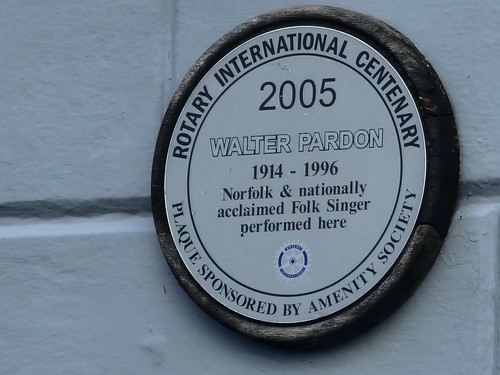 ROTARY INTERNATIONAL CENTENARY
2005
WALTER PARDON
1914 - 1996
Norfolk & nationally
acclaimed Folk Singer
performed here
PLAQUE SPONSORED BY AMENITY SOCIETY